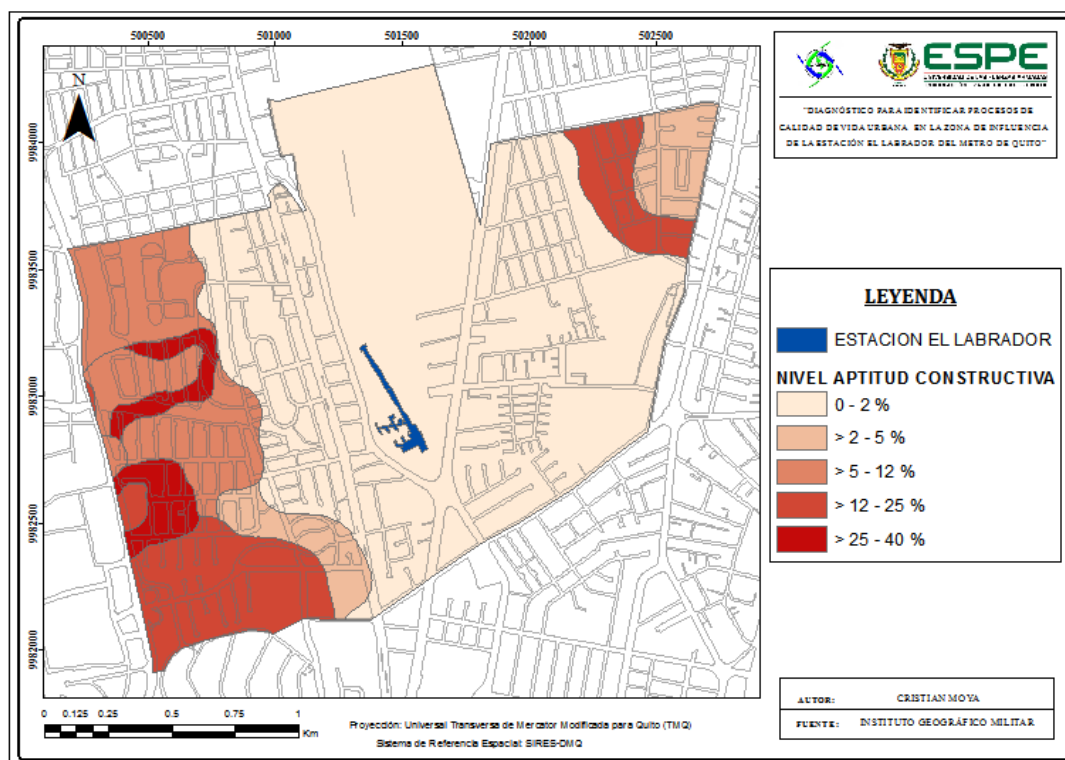 500500 501000 501500 502000 502500
N
9984000
9983500
9983000
9982500
9982000
ESPE
"DIAGNÓSTICO PARA IDENTIFICAR PROCESOS DE
CALIDAD DE VIDA URBANA EN LA ZONA DE INFLUENCIA
DE LA ESTACIÓN EL LABRADOR DEL METRO DE QUITO"
LEYENDA
ESTACION EL LABRADOR
NIVEL APTITUD CONSTRUCTIVA
0 - 2 %
> 2 - 5 %
> 5 - 12 %
> 12 - 25 %
> 25 - 40 %
0 0.125 0.25 0.5 0.75 1
Km
Proyección: Universal Transversa de Mercator Modificada para Quito (TMQ)
Sistema de Referencia Espacial: SIRES-DMQ
AUTOR: CRISTIAN MOYA
FUENTE: INSTITUTO GEOGRÁFICO MILITAR